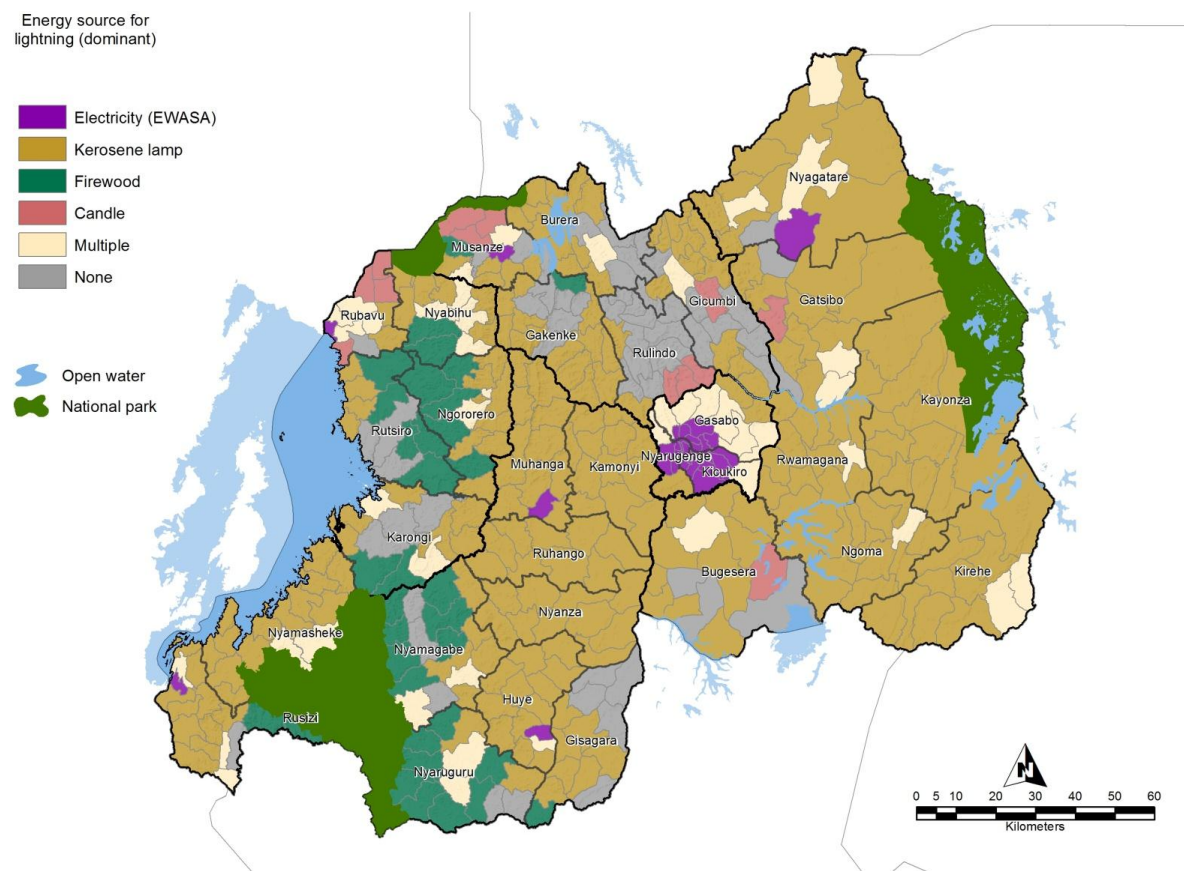 Energy source for
lightning (dominant)
Electricity (EWASA)
Kerosene lamp
Firewood
Candle
Multiple
None
Open water
National park
Nyagatare
Burera
Musanze
Gicumbi
Gatsibo
Rubavu
Nyabihu
Gakenke
Rulindo
Kayonza
Ngororero
Gasabo
Rutsiro
Nyarugenge
Rwamagana
Muhanga
Kamonyi
Kicukiro
Karongi
Ruhango
Ngoma
Bugesera
Kirehe
Nyanza
Nyamasheke
Nyamagabe
Huye
Rusizi
Gisagara
Nyaruguru
N
0 5 10 20 30 40 50 60
Kilometers